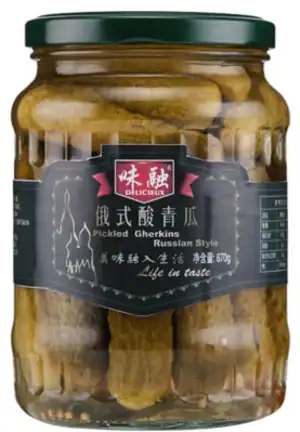 味融
DELICIEUX
俄式酸青瓜
Pickled Gherkins
Russian Style
美味融入生活 净含量:670g
Life in taste